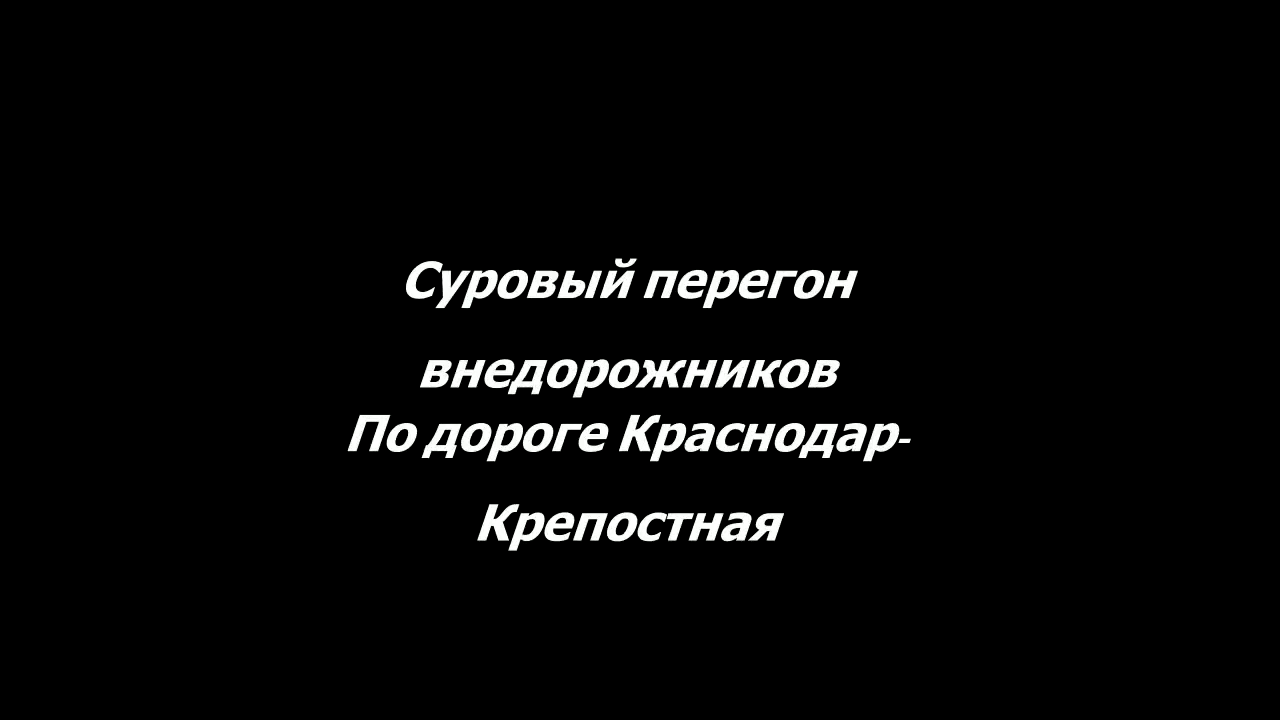 Суровый перегон
внедорожников
По дороге Краснодар-
Крепостная